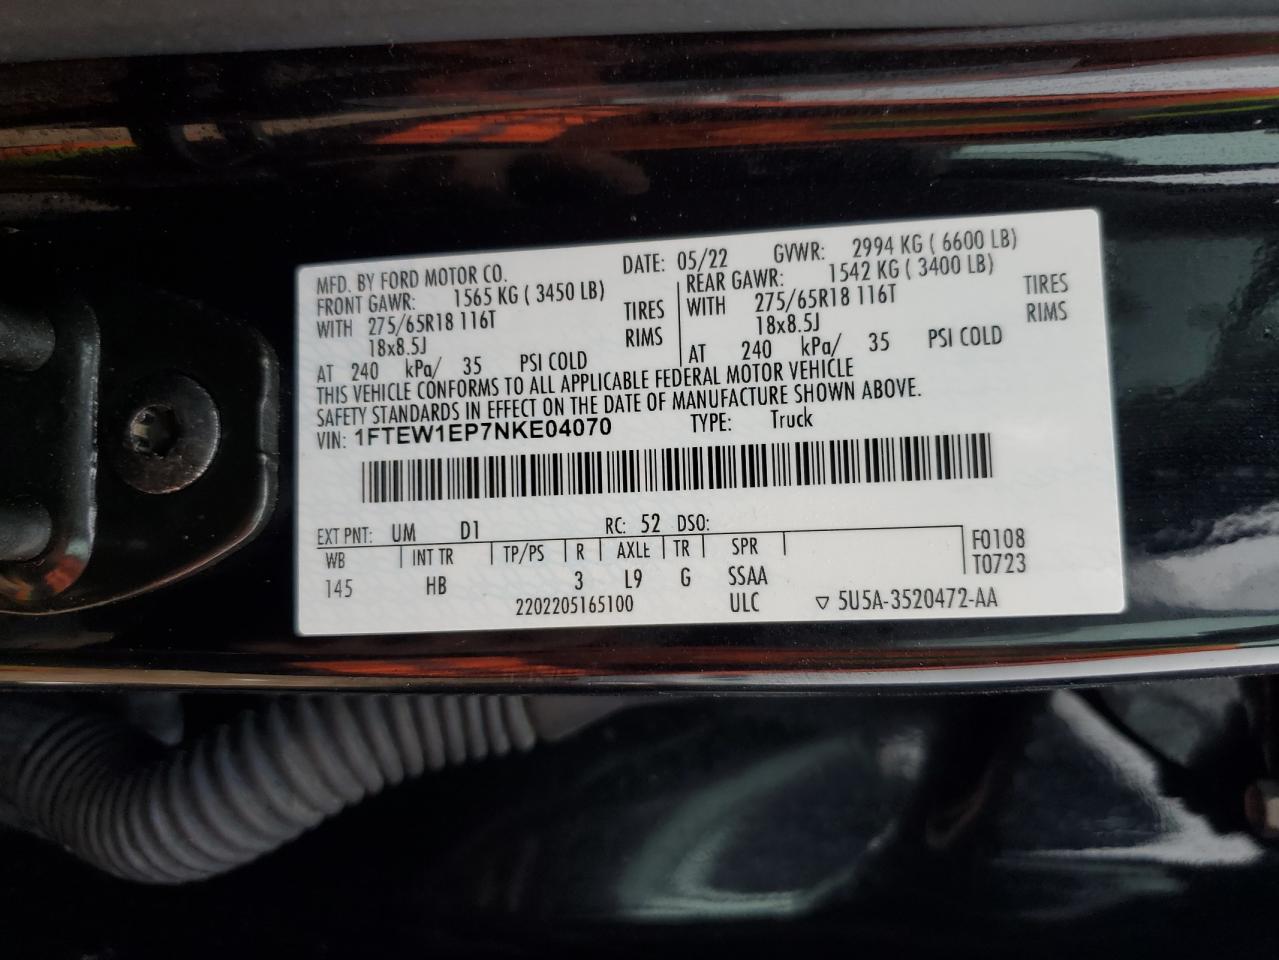 MFD. BY FORD MOTOR CO. DATE: 05/22 GVWR: 2994 KG ( 6600 LB)
FRONT GAWR: 1565 KG ( 3450 LB) REAR GAWR: 1542 KG ( 3400 LB)
WITH 275/65R18 116T TIRES WITH 275/65R18 116T TIRES
18x8.5J RIMS 18x8.5J RIMS
AT 240 kPa/ 35 PSI COLD AT 240 kPa/ 35 PSI COLD
THIS VEHICLE CONFORMS TO ALL APPLICABLE FEDERAL MOTOR VEHICLE
SAFETY STANDARDS IN EFFECT ON THE DATE OF MANUFACTURE SHOWN ABOVE.
VIN: 1FTEW1EP7NKE04070 TYPE: Truck
EXT PNT: UM D1 RC: 52 DSO:
WB INT TR TP/PS R AXLE TR SPR F0108
145 HB 3 L9 G SSAA T0723
2202205165100 ULC ▽ 5U5A-3520472-AA